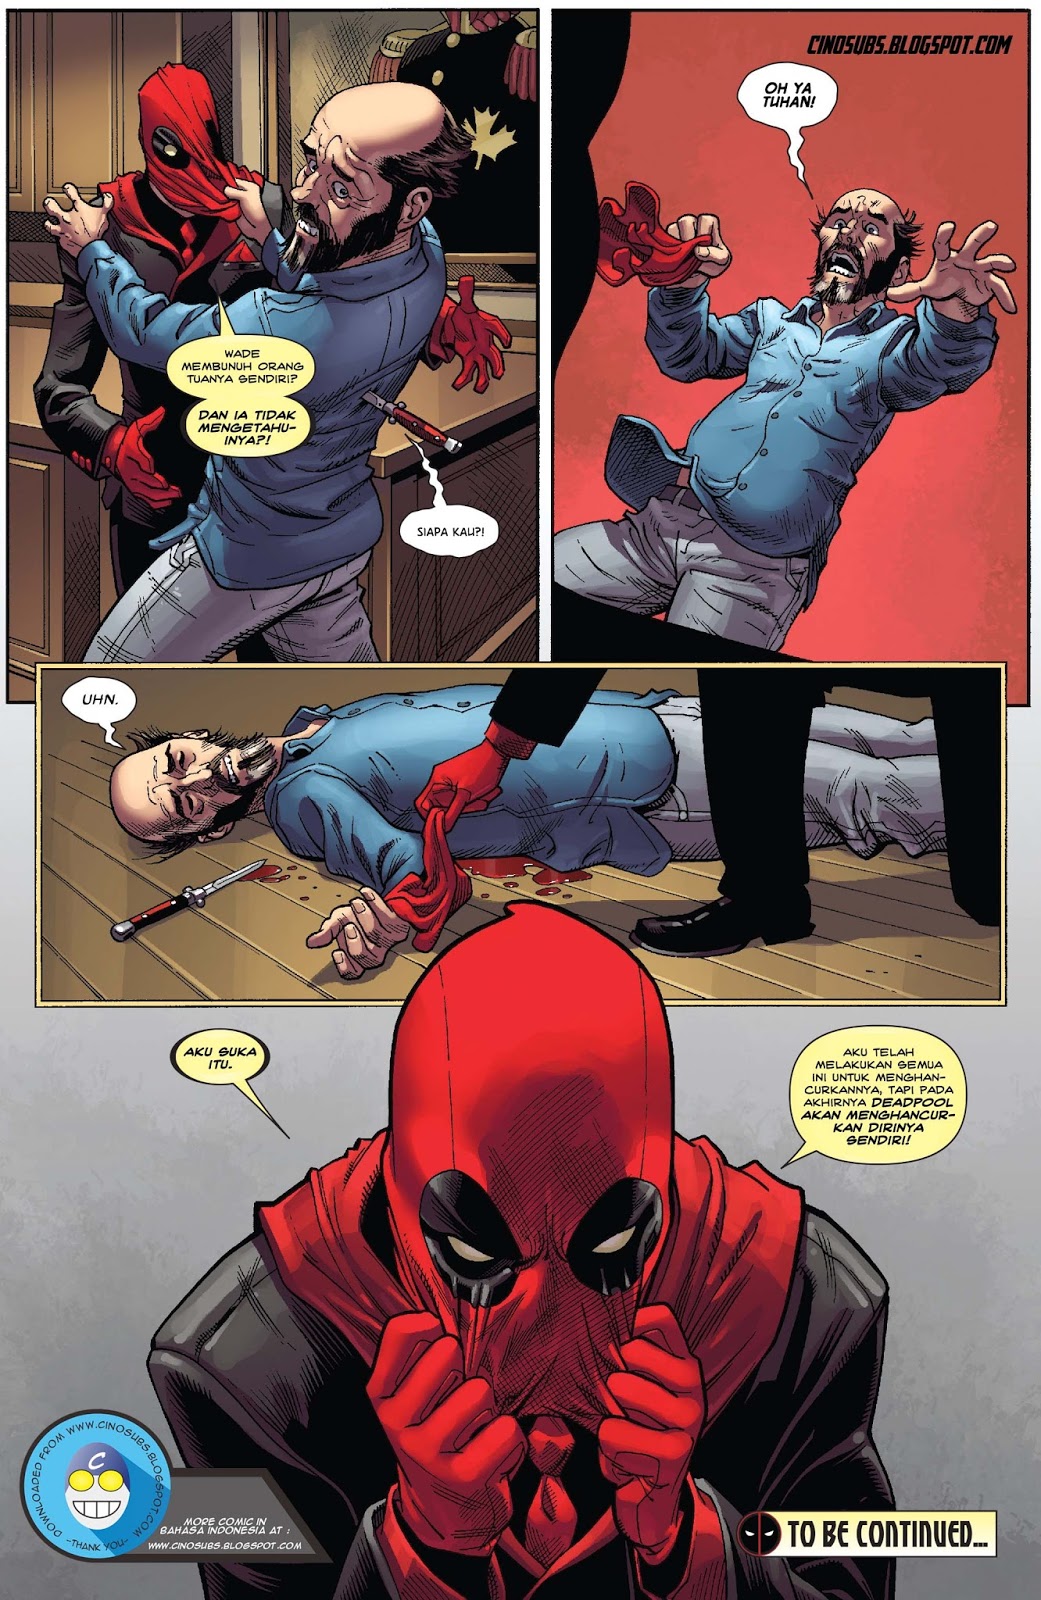 CINOSUBS.BLOGSPOT.COM
WADE
MEMBUNUH ORANG
TUANYA SENDIRI?
DAN IA TIDAK
MENGETAHU-
INYA?!
SIAPA KAU?!
OH YA
TUHAN!
UHN.
AKU SUKA
ITU.
AKU TELAH
MELAKUKAN SEMUA
INI UNTUK MENGHAN-
CURKANNYA, TAPI PADA
AKHIRNYA DEADPOOL
AKAN MENGHANCUR-
KAN DIRINYA
SENDIRI!
DOWNLOADED FROM WWW.CINOSUBS.BLOGSPOT.COM
C
~THANK YOU~
MORE COMIC IN
BAHASA INDONESIA AT :
WWW.CINOSUBS.BLOGSPOT.COM
TO BE CONTINUED...